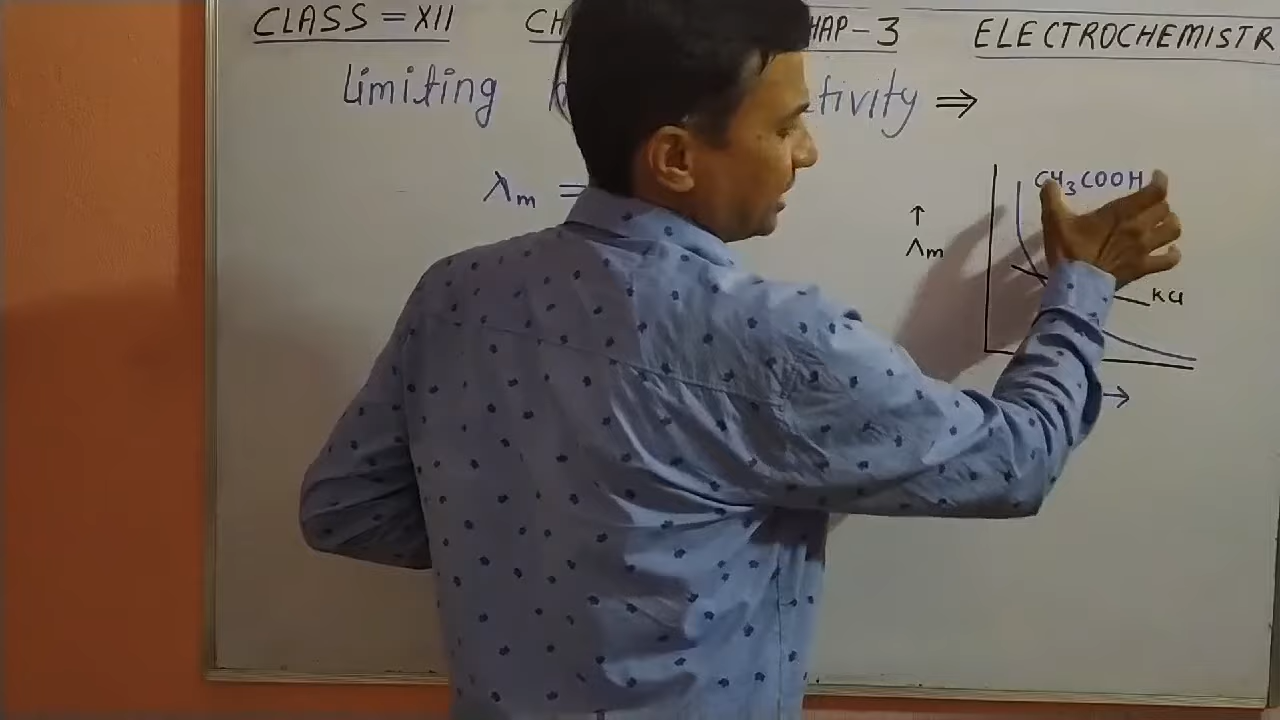 CLASS = XII CH HAP-3 ELECTROCHEMISTR
limiting tivity ⇒
λm =
CH3COOH
↑
Λm
KCl
→